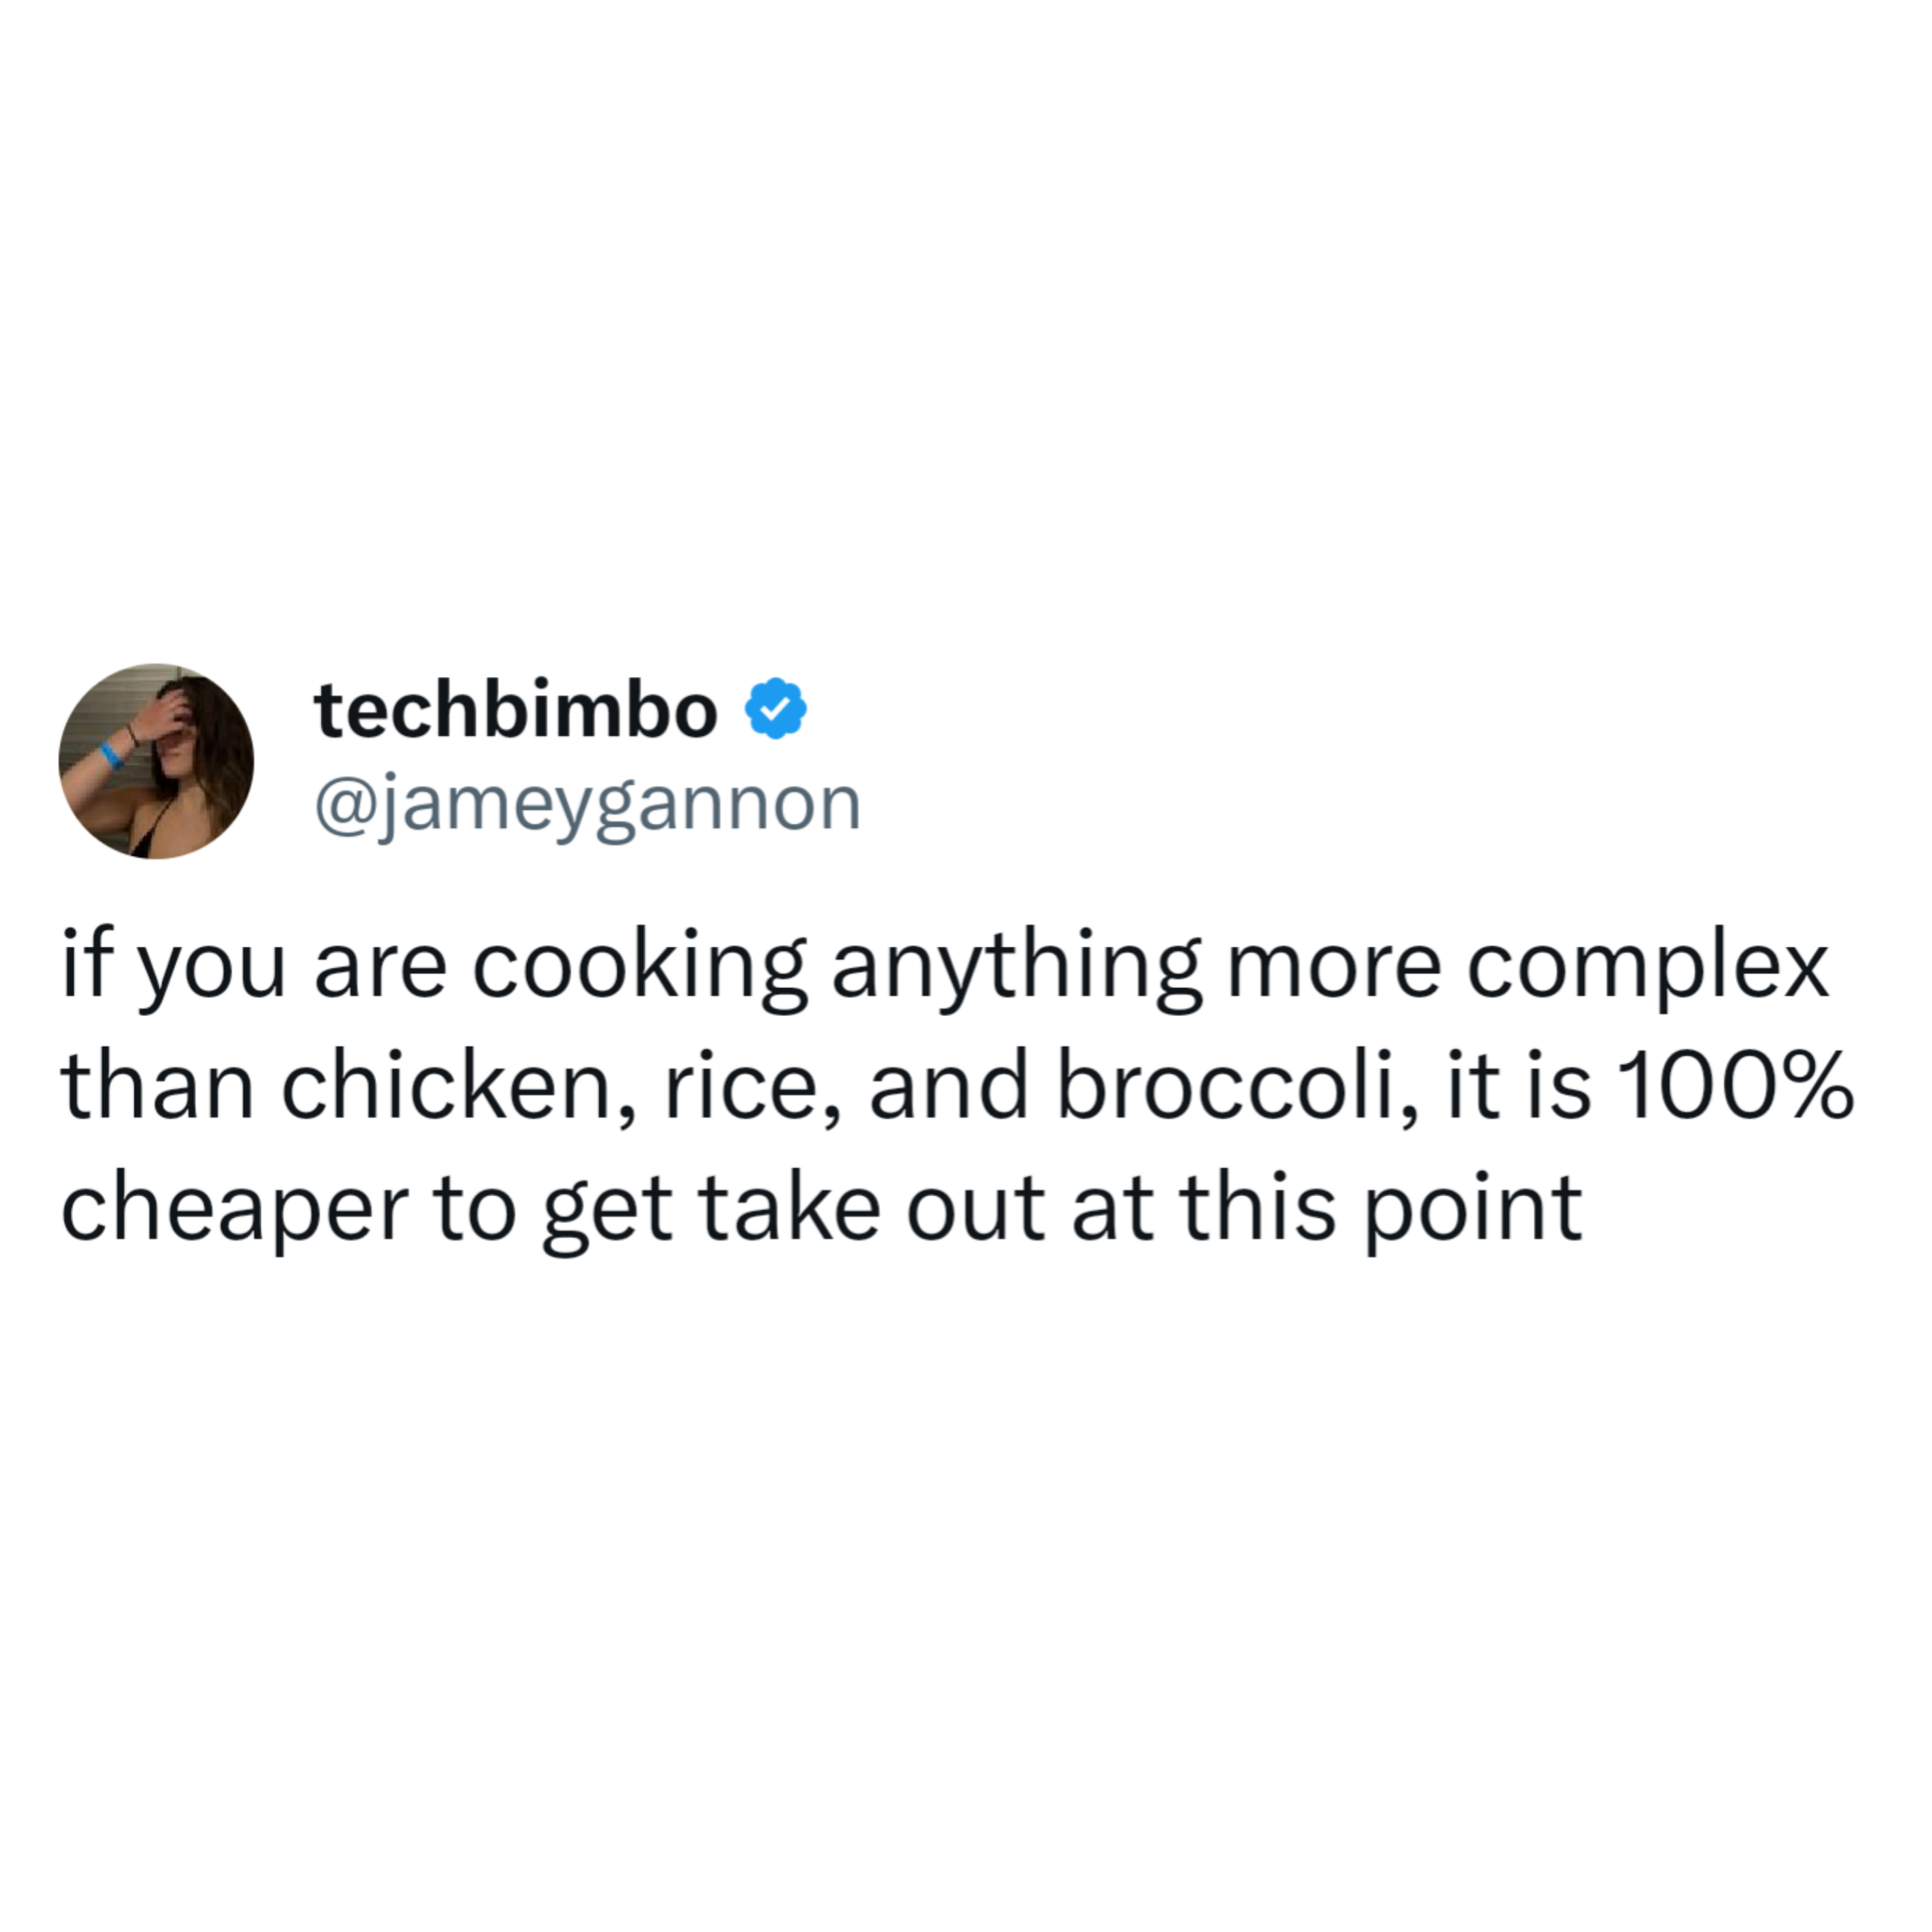 techbimbo
@jameygannon
if you are cooking anything more complex
than chicken, rice, and broccoli, it is 100%
cheaper to get take out at this point